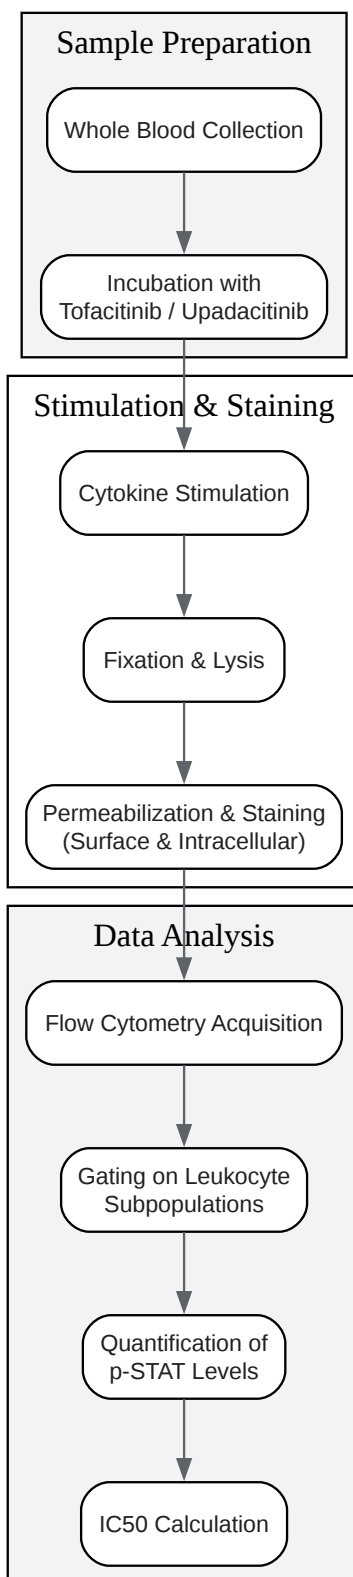 Sample Preparation
Whole Blood Collection
Incubation with
Tofacitinib / Upadacitinib
Stimulation & Staining
Cytokine Stimulation
Fixation & Lysis
Permeabilization & Staining
(Surface & Intracellular)
Data Analysis
Flow Cytometry Acquisition
Gating on Leukocyte
Subpopulations
Quantification of
p-STAT Levels
IC50 Calculation